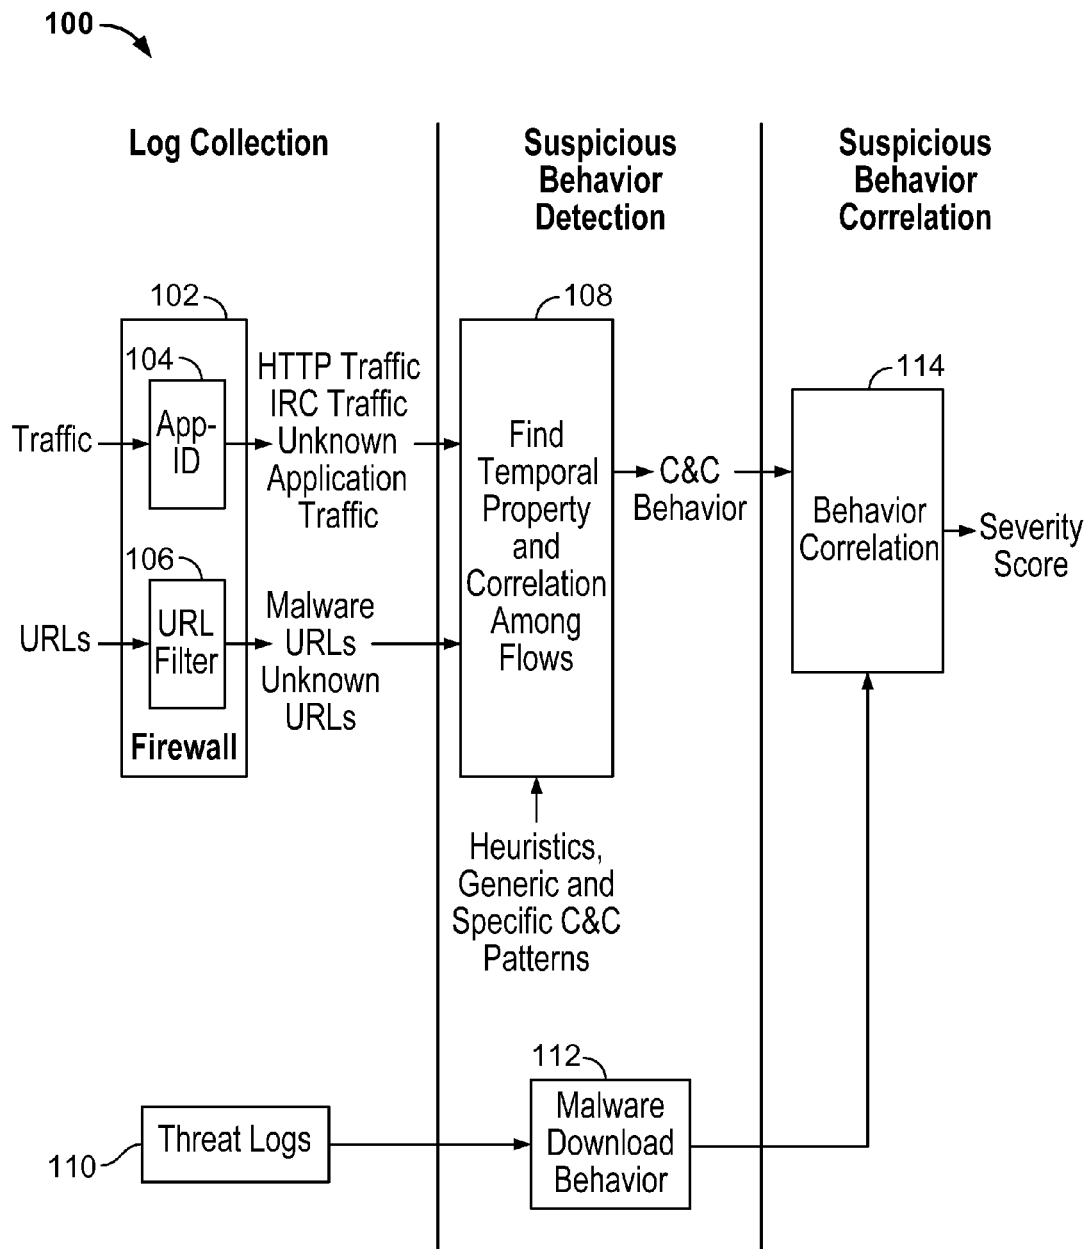 100
Log Collection
Suspicious
Behavior
Detection
Suspicious
Behavior
Correlation
102
104
App-
ID
Traffic
HTTP Traffic
IRC Traffic
Unknown
Application
Traffic
106
URL
Filter
URLs
Malware
URLs
Unknown
URLs
Firewall
108
Find
Temporal
Property
and
Correlation
Among
Flows
C&C
Behavior
Heuristics,
Generic and
Specific C&C
Patterns
114
Behavior
Correlation
Severity
Score
110
Threat Logs
112
Malware
Download
Behavior